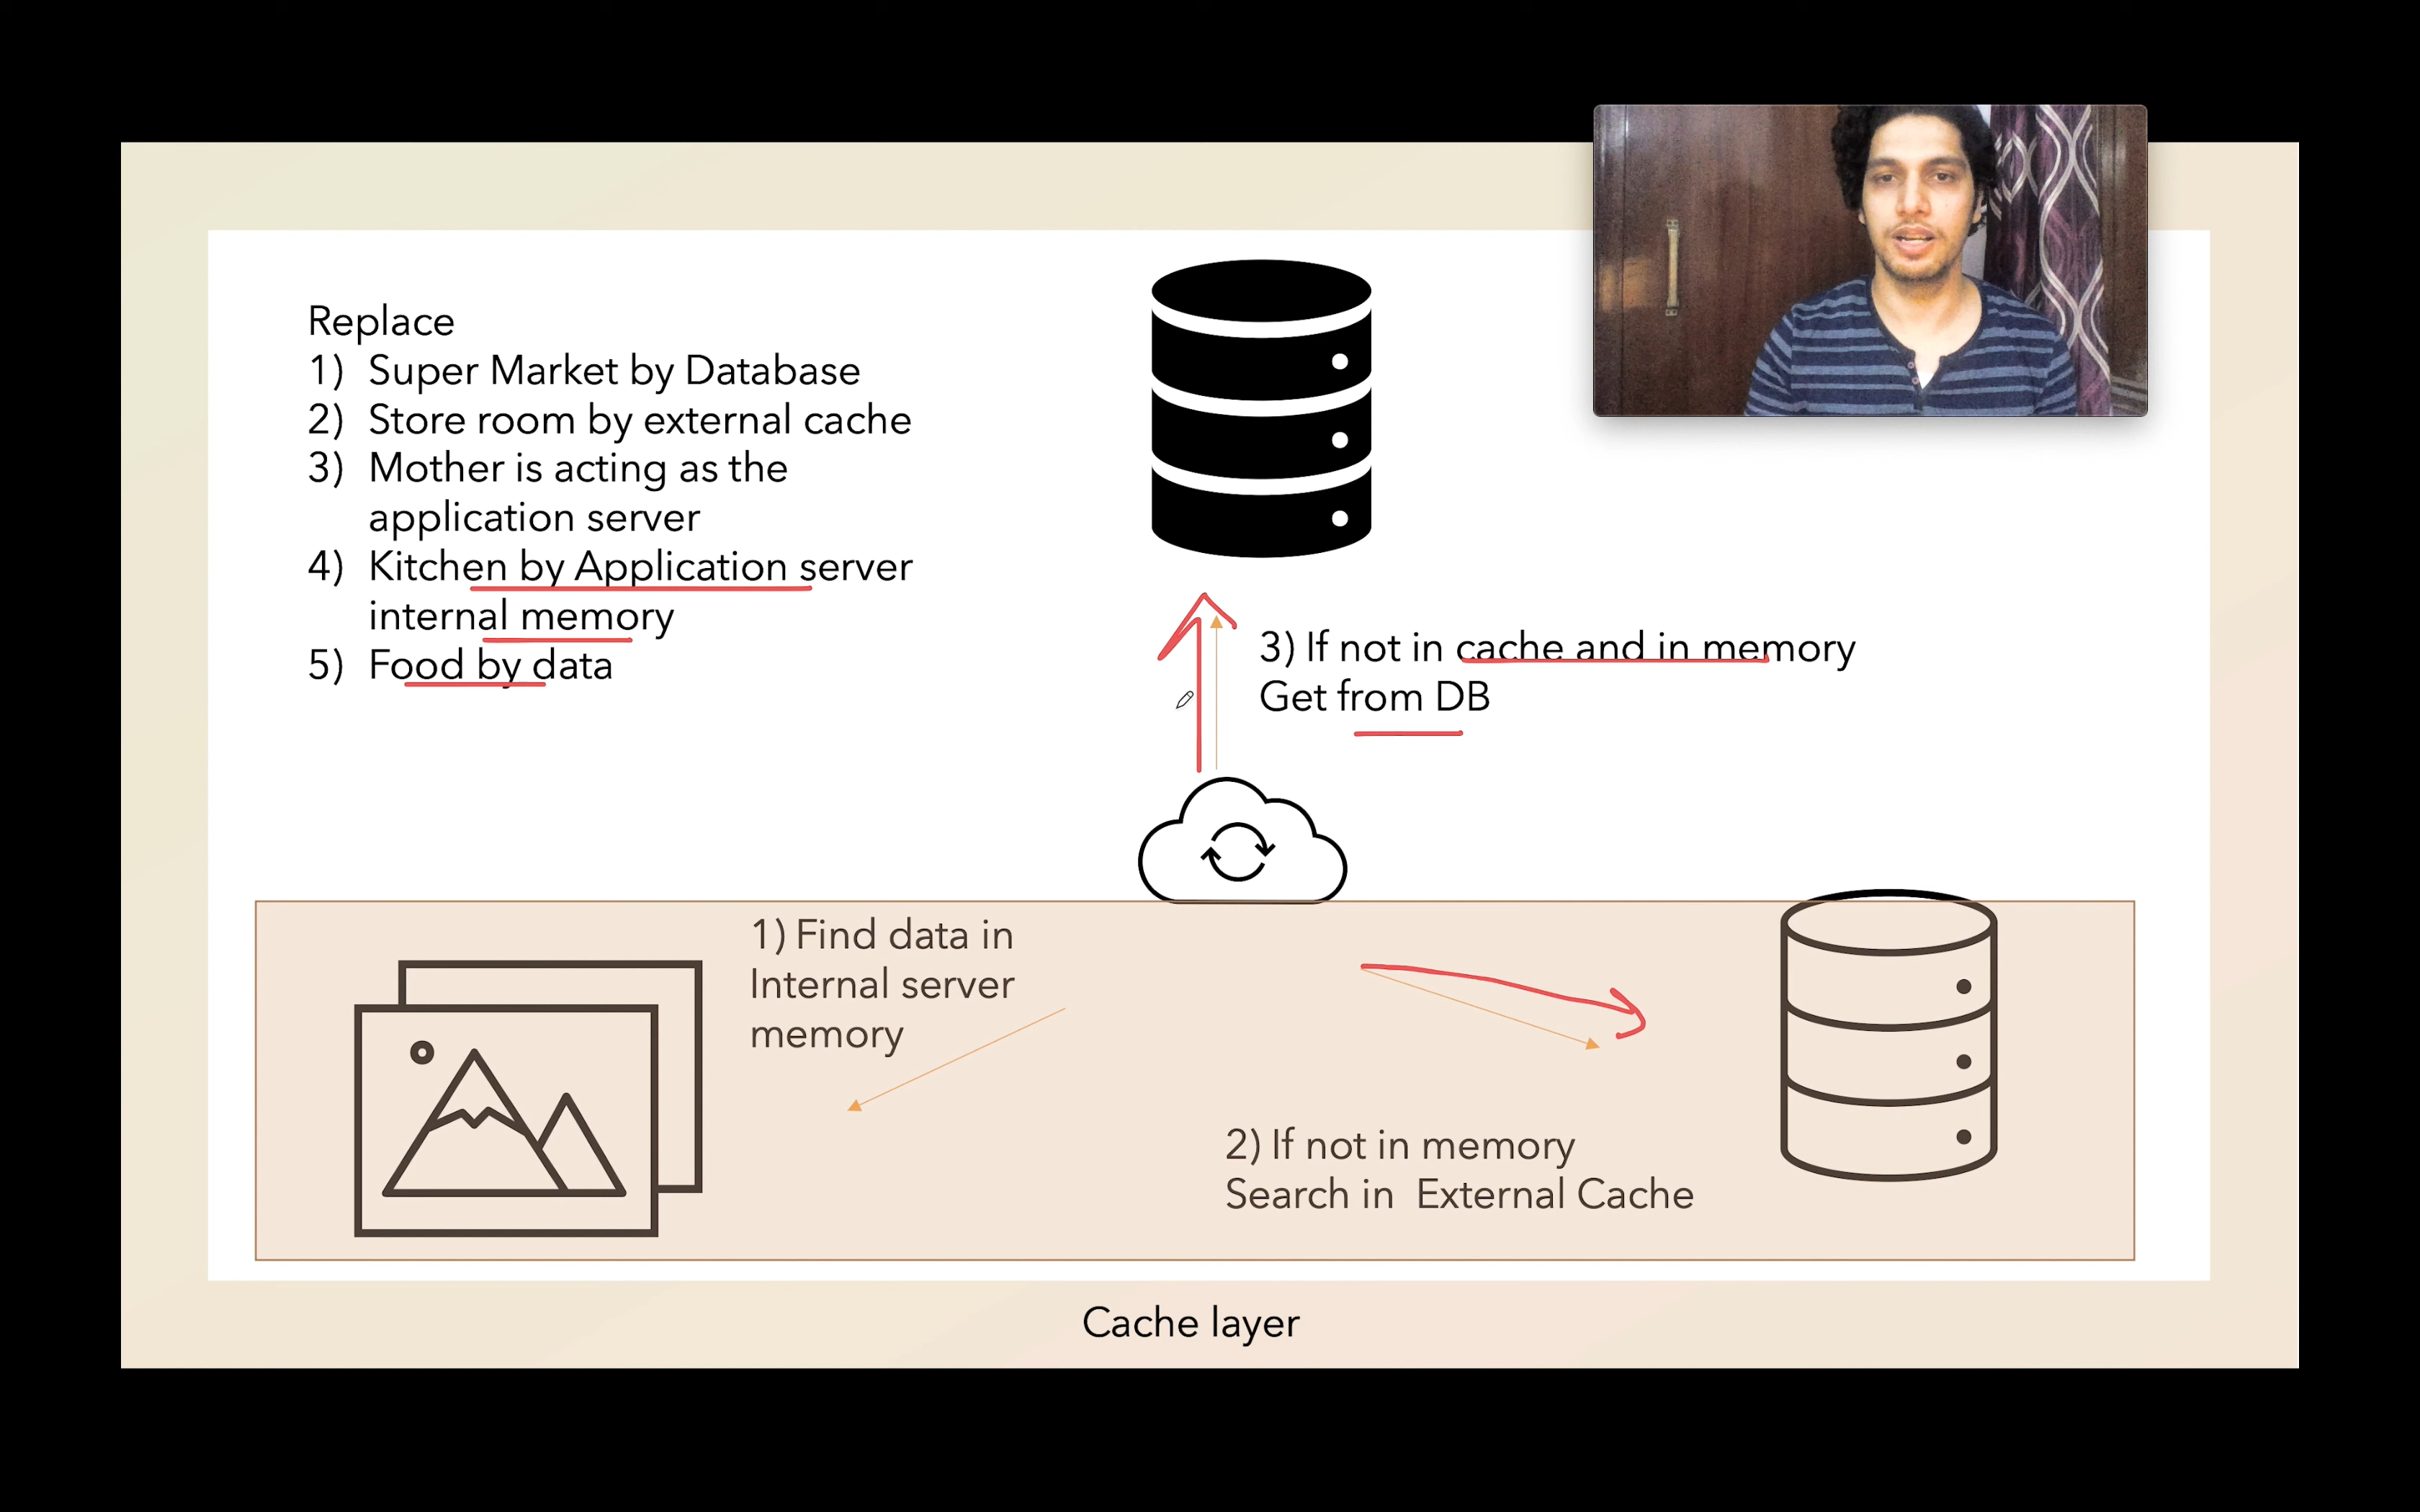 Replace
1) Super Market by Database
2) Store room by external cache
3) Mother is acting as the
application server
4) Kitchen by Application server
internal memory
5) Food by data
3) If not in cache and in memory
Get from DB
1) Find data in
Internal server
memory
2) If not in memory
Search in External Cache
Cache layer